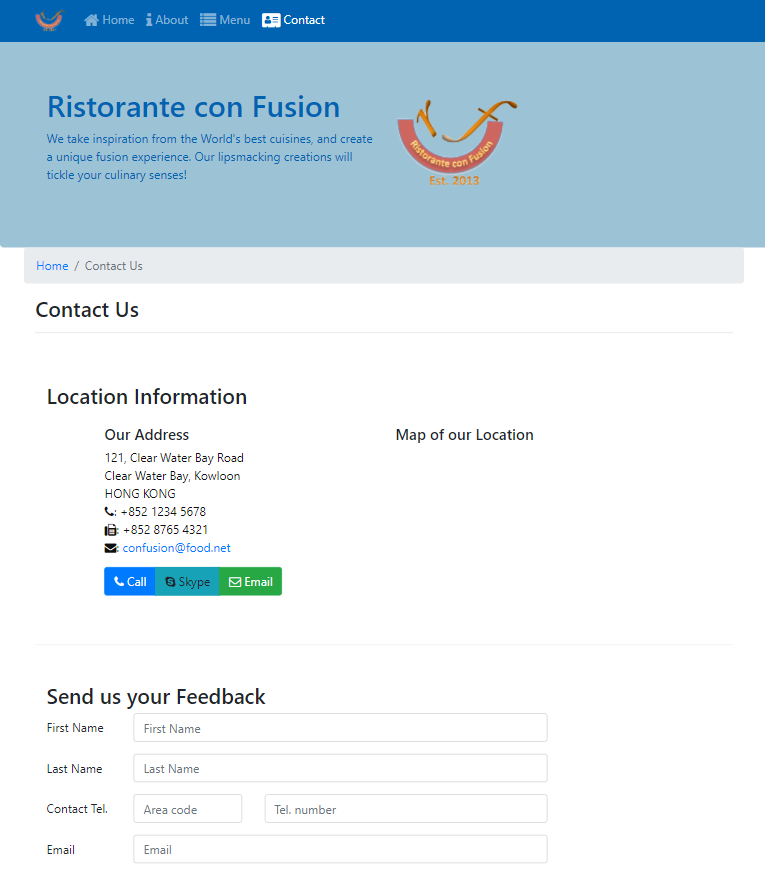 Home About Menu Contact
Ristorante con Fusion
We take inspiration from the World's best cuisines, and create
a unique fusion experience. Our lipsmacking creations will
tickle your culinary senses!
Ristorante con Fusion
Est. 2013
Home / Contact Us
Contact Us
Location Information
Our Address
121, Clear Water Bay Road
Clear Water Bay, Kowloon
HONG KONG
: +852 1234 5678
: +852 8765 4321
: confusion@food.net
Call Skype Email
Map of our Location
Send us your Feedback
First Name First Name
Last Name Last Name
Contact Tel. Area code Tel. number
Email Email